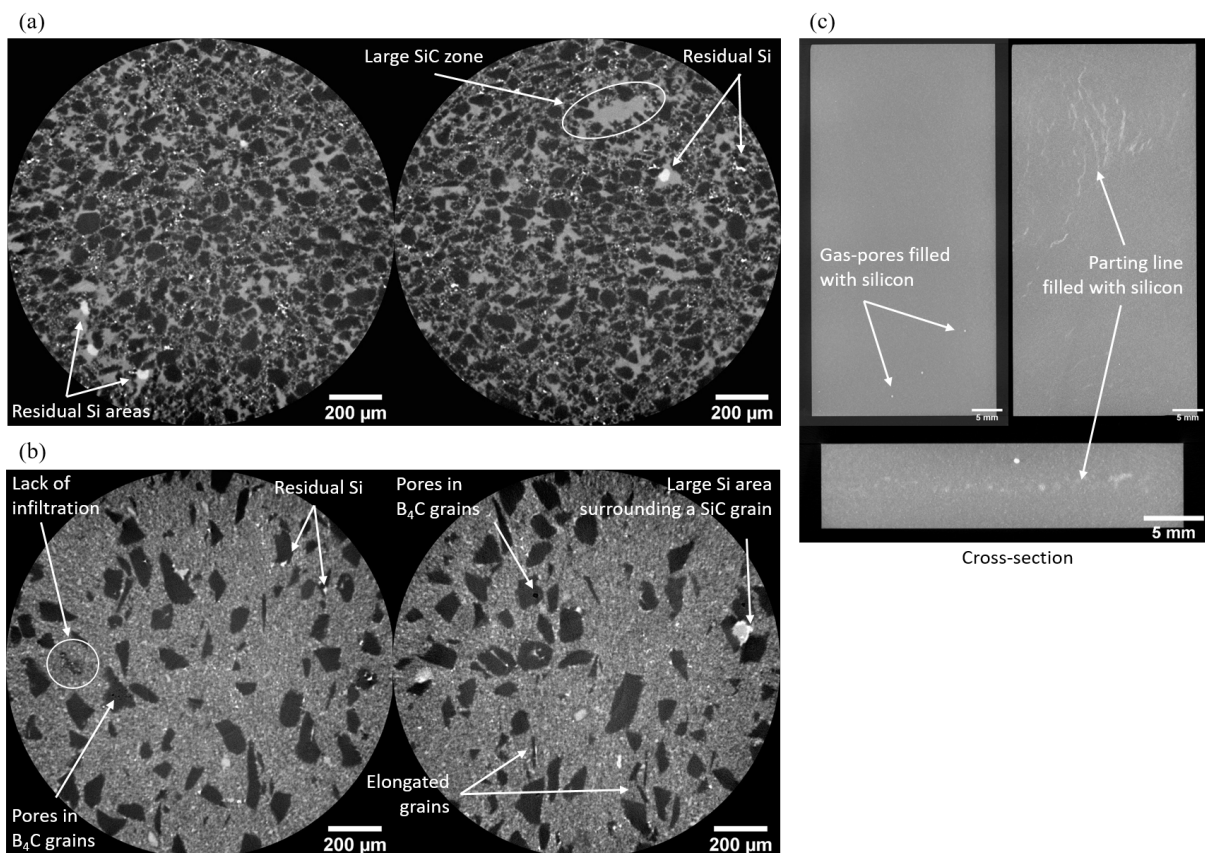 (a)
Large SiC zone
Residual Si
Residual Si areas
200 µm
200 µm
(b)
Lack of
infiltration
Residual Si
Pores in
B₄C grains
Large Si area
surrounding a SiC grain
Pores in
B₄C grains
Elongated
grains
200 µm
200 µm
(c)
Gas-pores filled
with silicon
Parting line
filled with silicon
5 mm
5 mm
5 mm
Cross-section